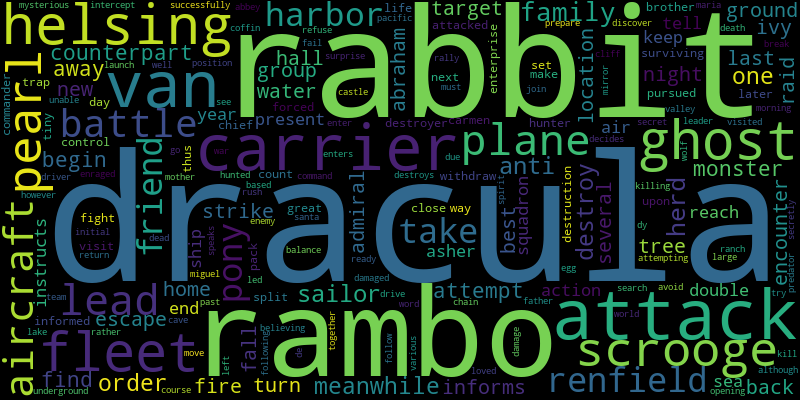 mysterious
intercept
successfully
abbey
helsing
rabbit
harbor
life
pacific
target
family
brother
maria
ground
commander
counterpart
coffin
refuse
attacked
prepare
discover
death
tell
ivy
hall
abraham
fail
surprise
enterprise
location
keep
break
away
launch
well
position
group
rally
set
surviving
cliff
last
raid
pearl
trap
new
van
water
next
make
must
join
night
mirror
one
unable
day
see
castle
year
forced
enter
destroyer
carmen
hunter
pursued
later
valley
morning
tiny
battle
chief
present
air
secret
leader
visited
control
friend
thus
go
war
carrier
enters
due
plane
decides
ghost
wolf
begin
driver
mother
hunted
command
count
withdraw
anti
monster
enraged
based
destroys
spirit
killing
however
dracula
rush
santa
admiral
close
way
squadron
best
destruction
destroy
several
herd
upon
reach
encounter
secretly
aircraft
fight
strike
great
enemy
take
dy
initial
ship
speaks
balance
asher
tree
attempting
ranch
large
predator
instructs
visit
return
dead
pony
pack
miguel
led
ready
damaged
egg
home
split
sailor
drive
attempt
action
search
avoid
double
try
team
lead
end
past
chain
father
world
informed
escape
rather
believing
word
together
lake
cave
fleet
fall
de
rambo
damage
attack
scrooge
move
left
following
various
follow
loved
kill
find
order
fire
turn
meanwhile
informs
renfield
sea
although
back
underground
course
opening